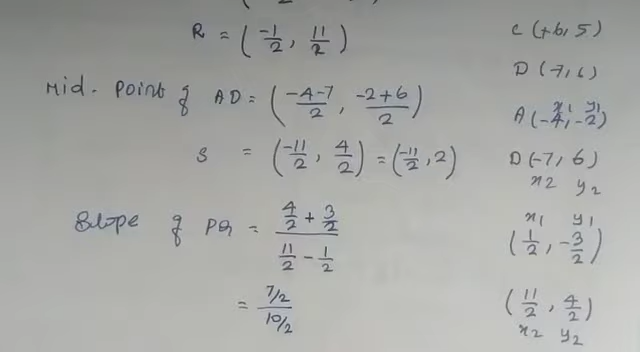 R = (-1/2, 11/2)
C (+6, 5)
D (-7, 6)
Mid. Point of AD = (-4-7/2, -2+6/2)
x1 y1
A (-4, -2)
S = (-11/2, 4/2) = (-11/2, 2)
D (-7, 6)
x2 y2
Slope of PQ = 4/2 + 3/2 / 11/2 - 1/2
x1 y1
(1/2, -3/2)
= 7/2 / 10/2
(11/2, 4/2)
x2 y2